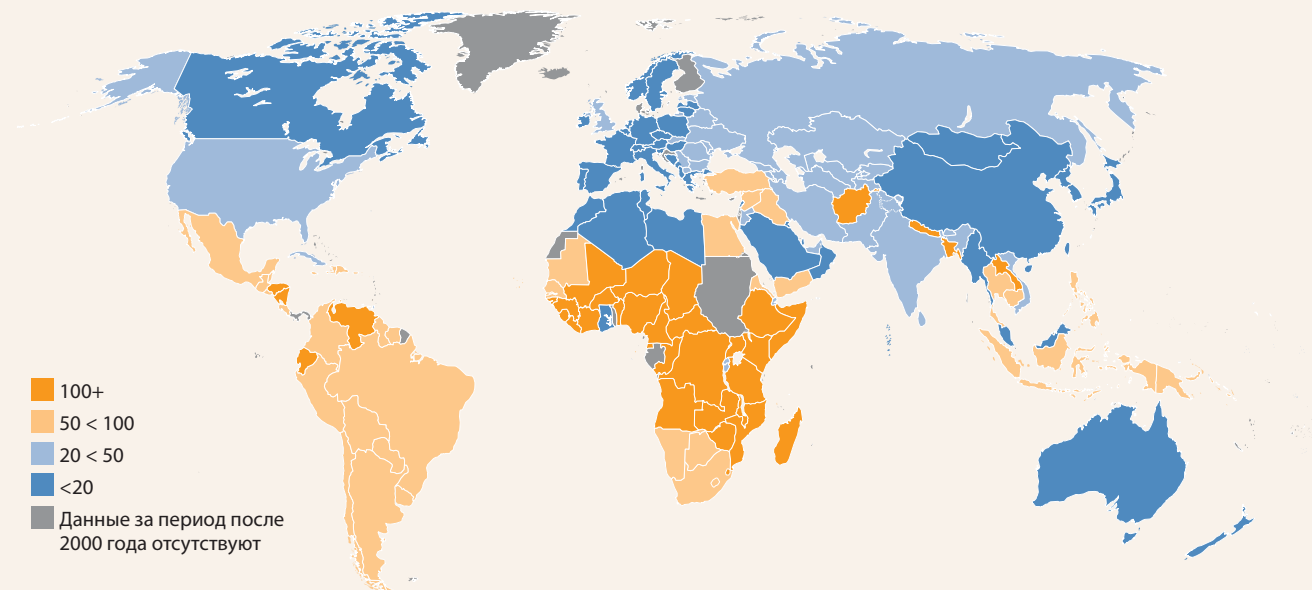 100+
50 < 100
20 < 50
<20
Данные за период после
2000 года отсутствуют